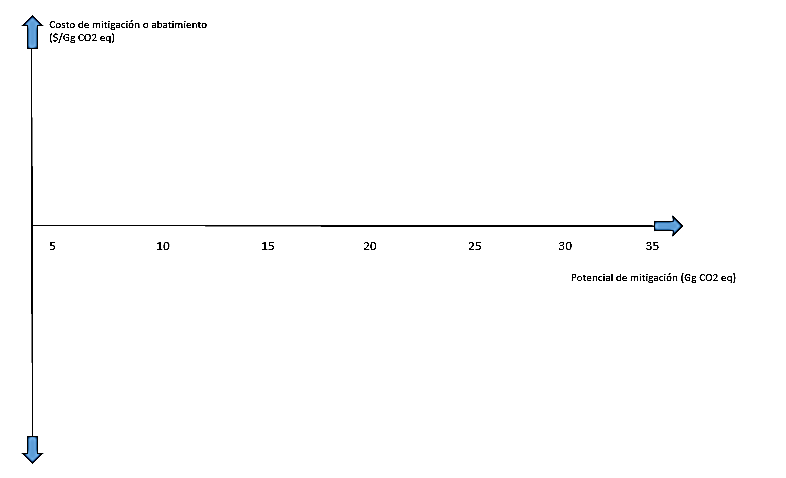 Costo de mitigación o abatimiento
($/Gg CO2 eq)
5 10 15 20 25 30 35
Potencial de mitigación (Gg CO2 eq)